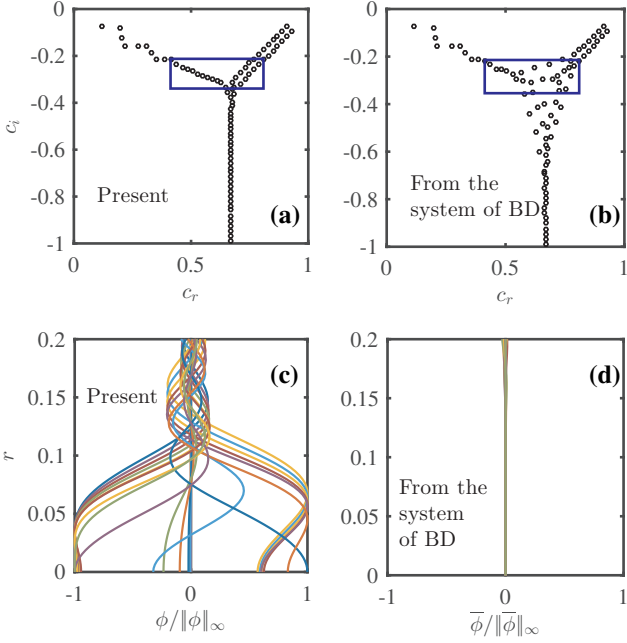 0
-0.2
-0.4
c_i
-0.6
-0.8
-1
Present
(a)
0
0.5
1
c_r
0
-0.2
-0.4
-0.6
-0.8
-1
From the
system of BD
(b)
0
0.5
1
c_r
0.2
0.15
r
0.1
0.05
0
Present
(c)
-1
0
1
ϕ/‖ϕ‖∞
0.2
0.15
0.1
0.05
0
(d)
From the
system
of BD
-1
0
1
ϕ̅/‖ϕ̅‖∞